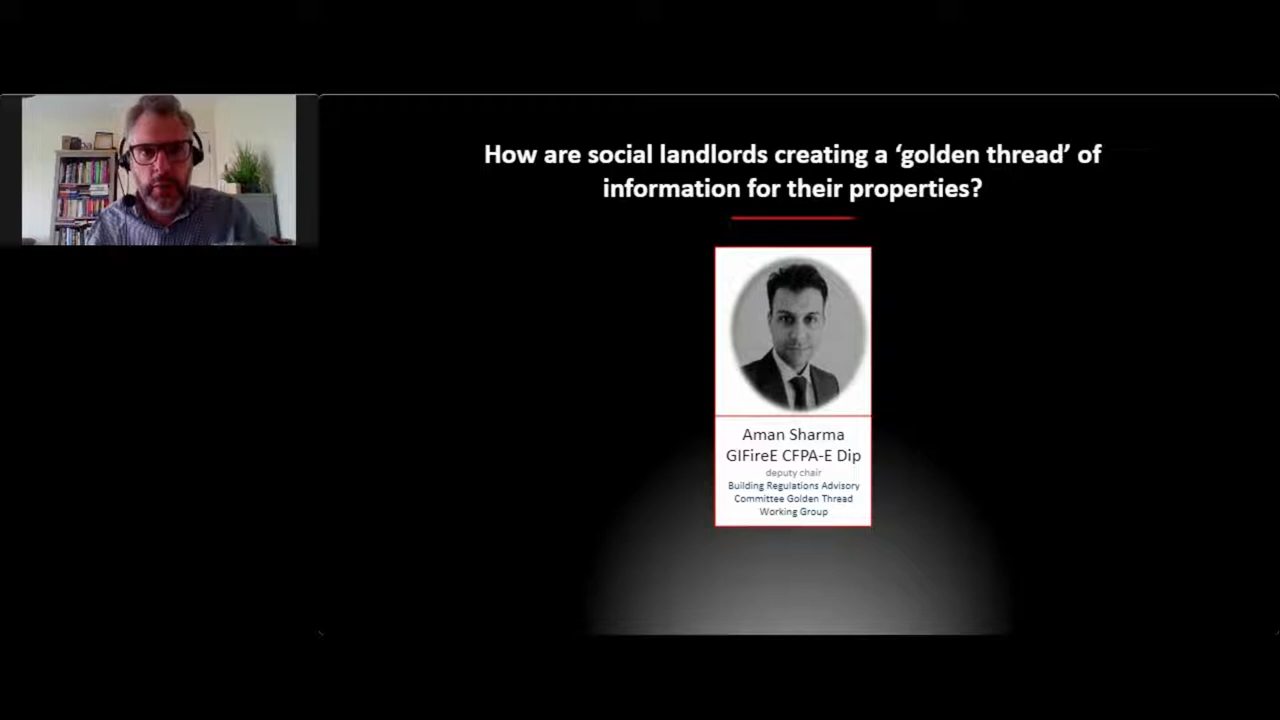 How are social landlords creating a ‘golden thread’ of
information for their properties?
Aman Sharma
GIFireE CFPA-E Dip
deputy chair
Building Regulations Advisory
Committee Golden Thread
Working Group